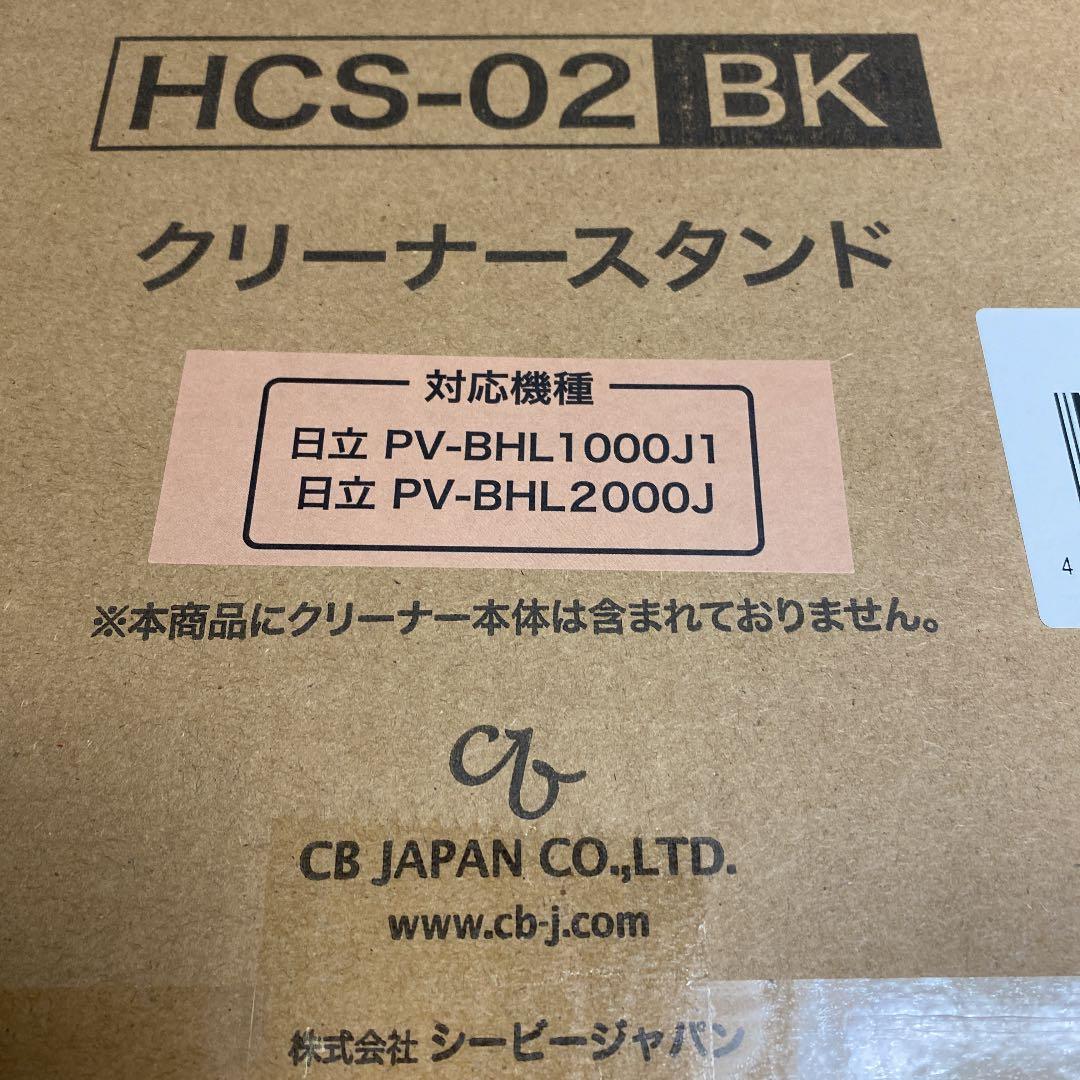 HCS-02 BK
クリーナースタンド
対応機種
日立 PV-BHL1000J1
日立 PV-BHL2000J
※本商品にクリーナー本体は含まれておりません。
4
cb
CB JAPAN CO.,LTD.
www.cb-j.com
株式会社 シービージャパン